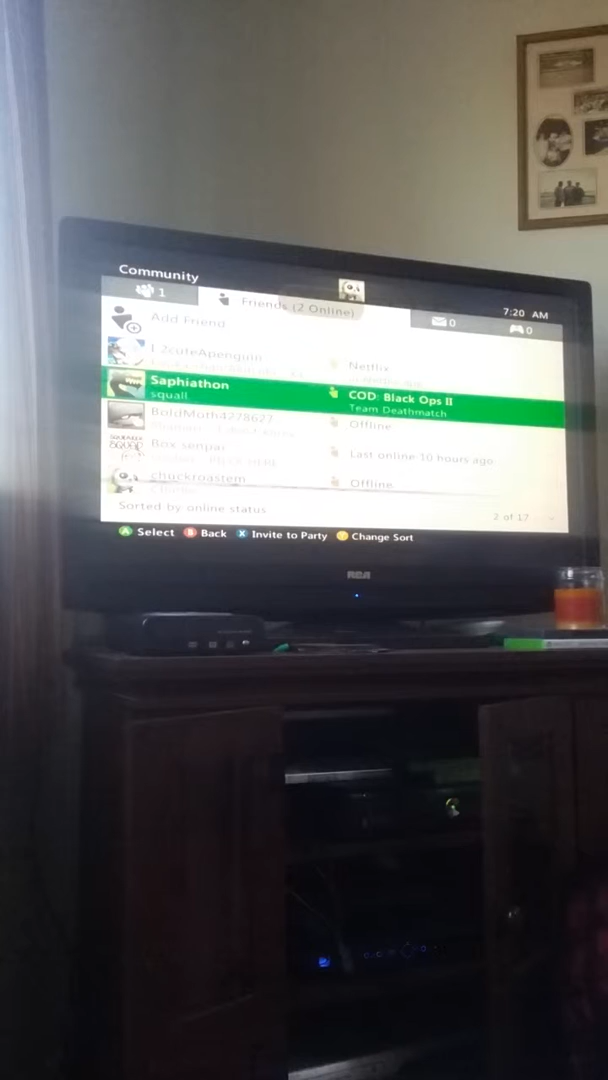 Community
1
Friends (2 Online)
7:20 AM
0
0
Add Friend
L2cuteApenguin
Netflix
Saphiathon
COD: Black Ops II
squall
Team Deathmatch
BoldMoth4278627
Offline
Box senpai
Last online 10 hours ago
chuckroastem
Offline
Sorted by online status
2 of 17
A Select B Back X Invite to Party Y Change Sort
RCA